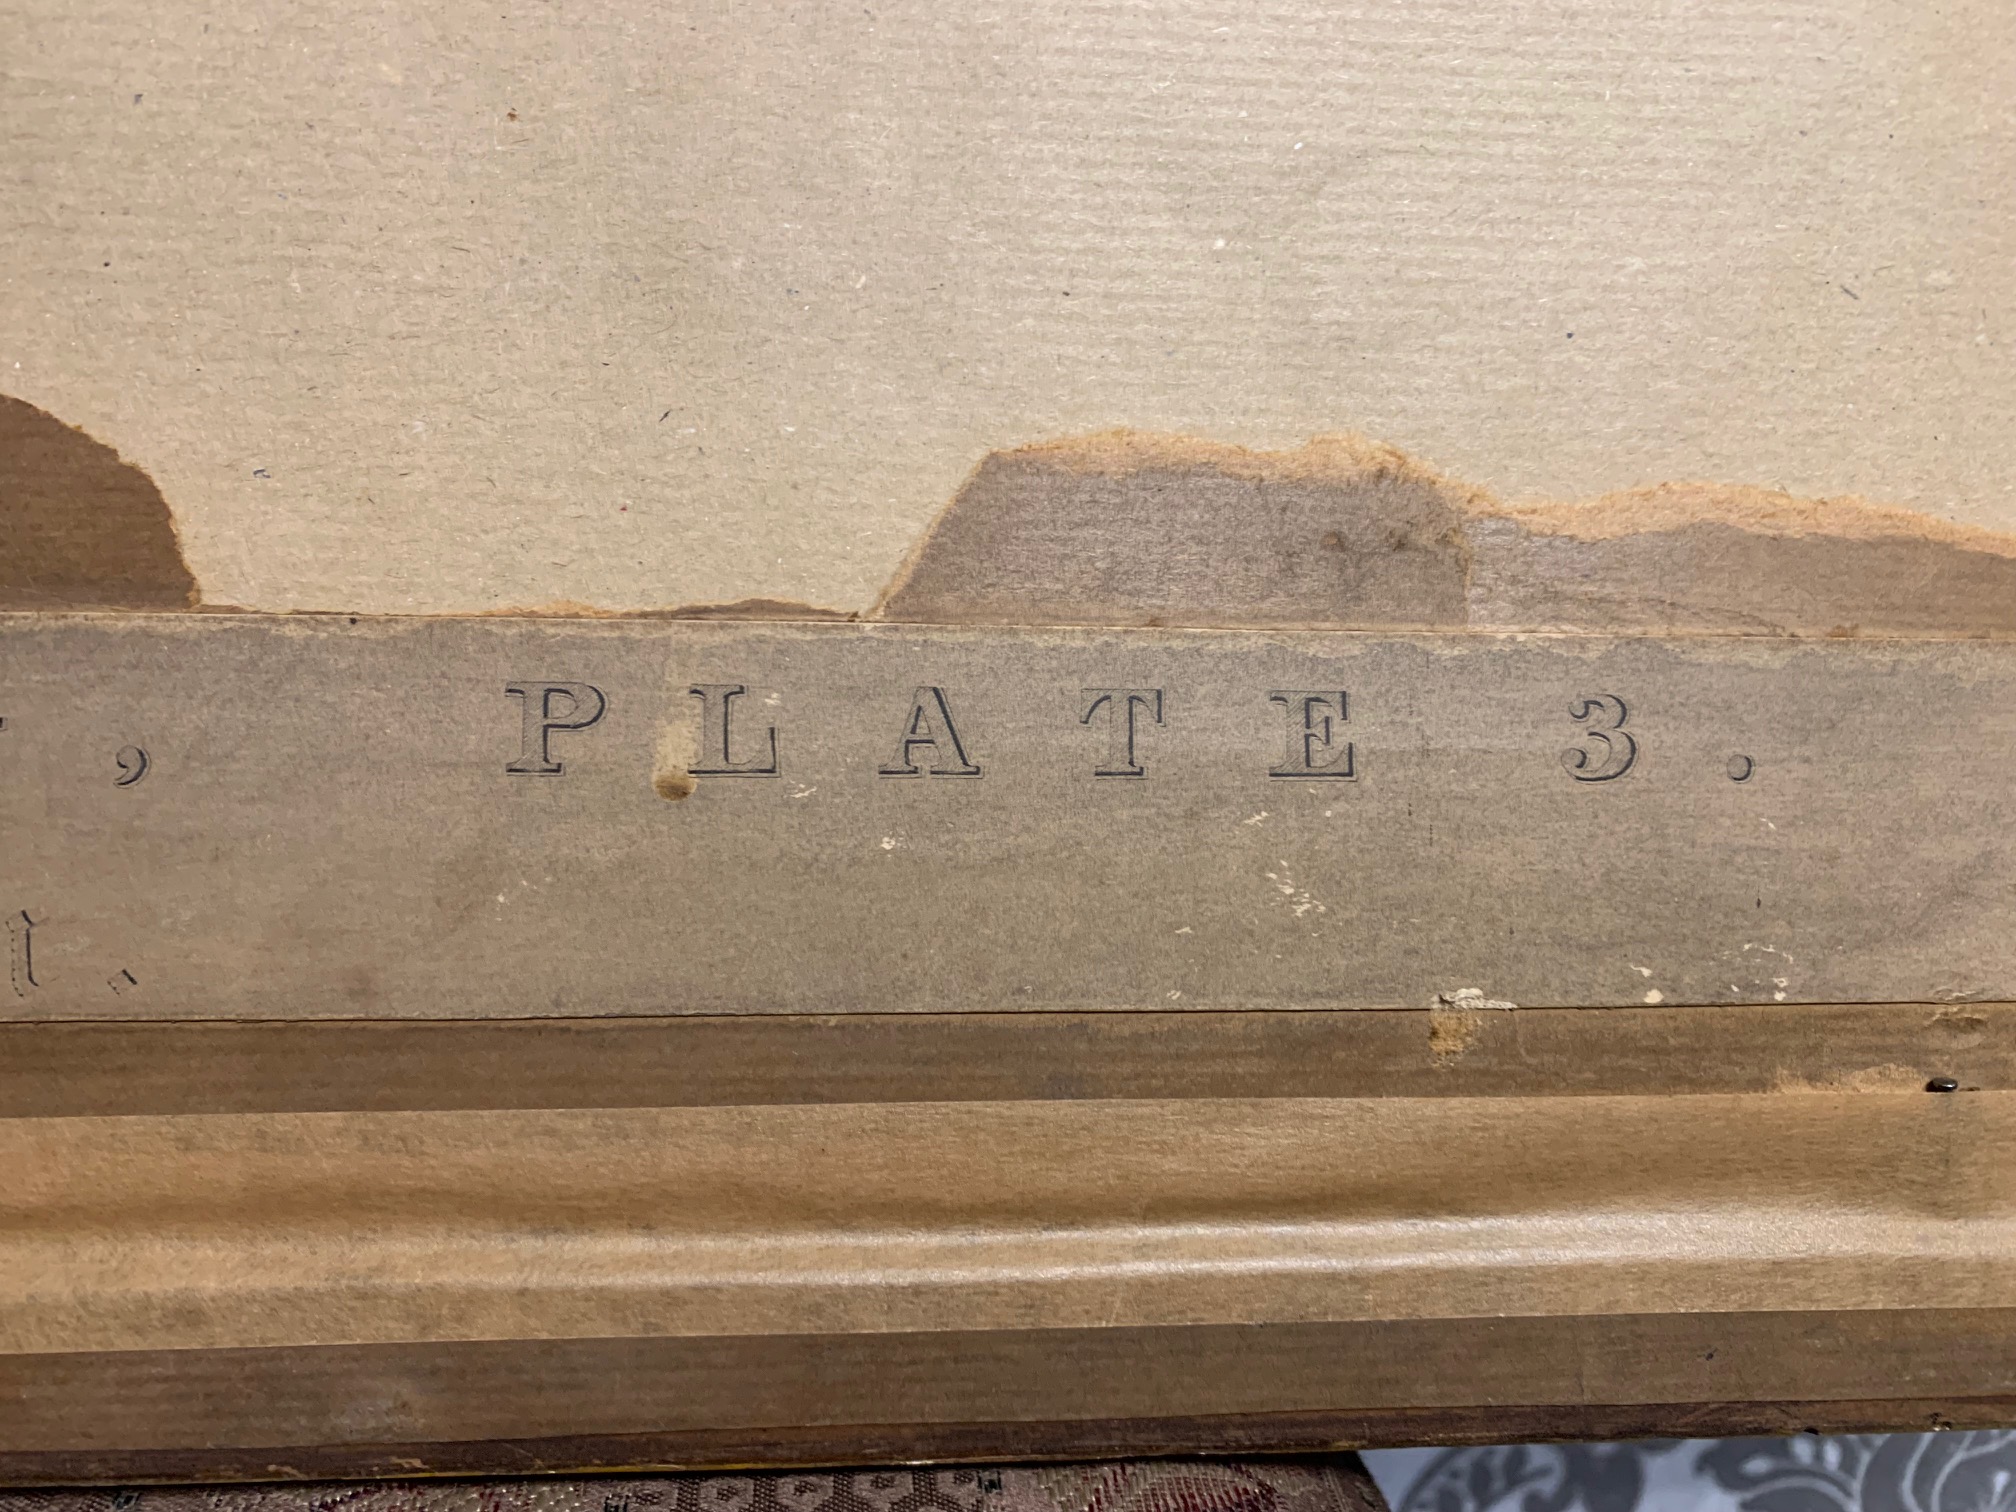 , PLATE 3.